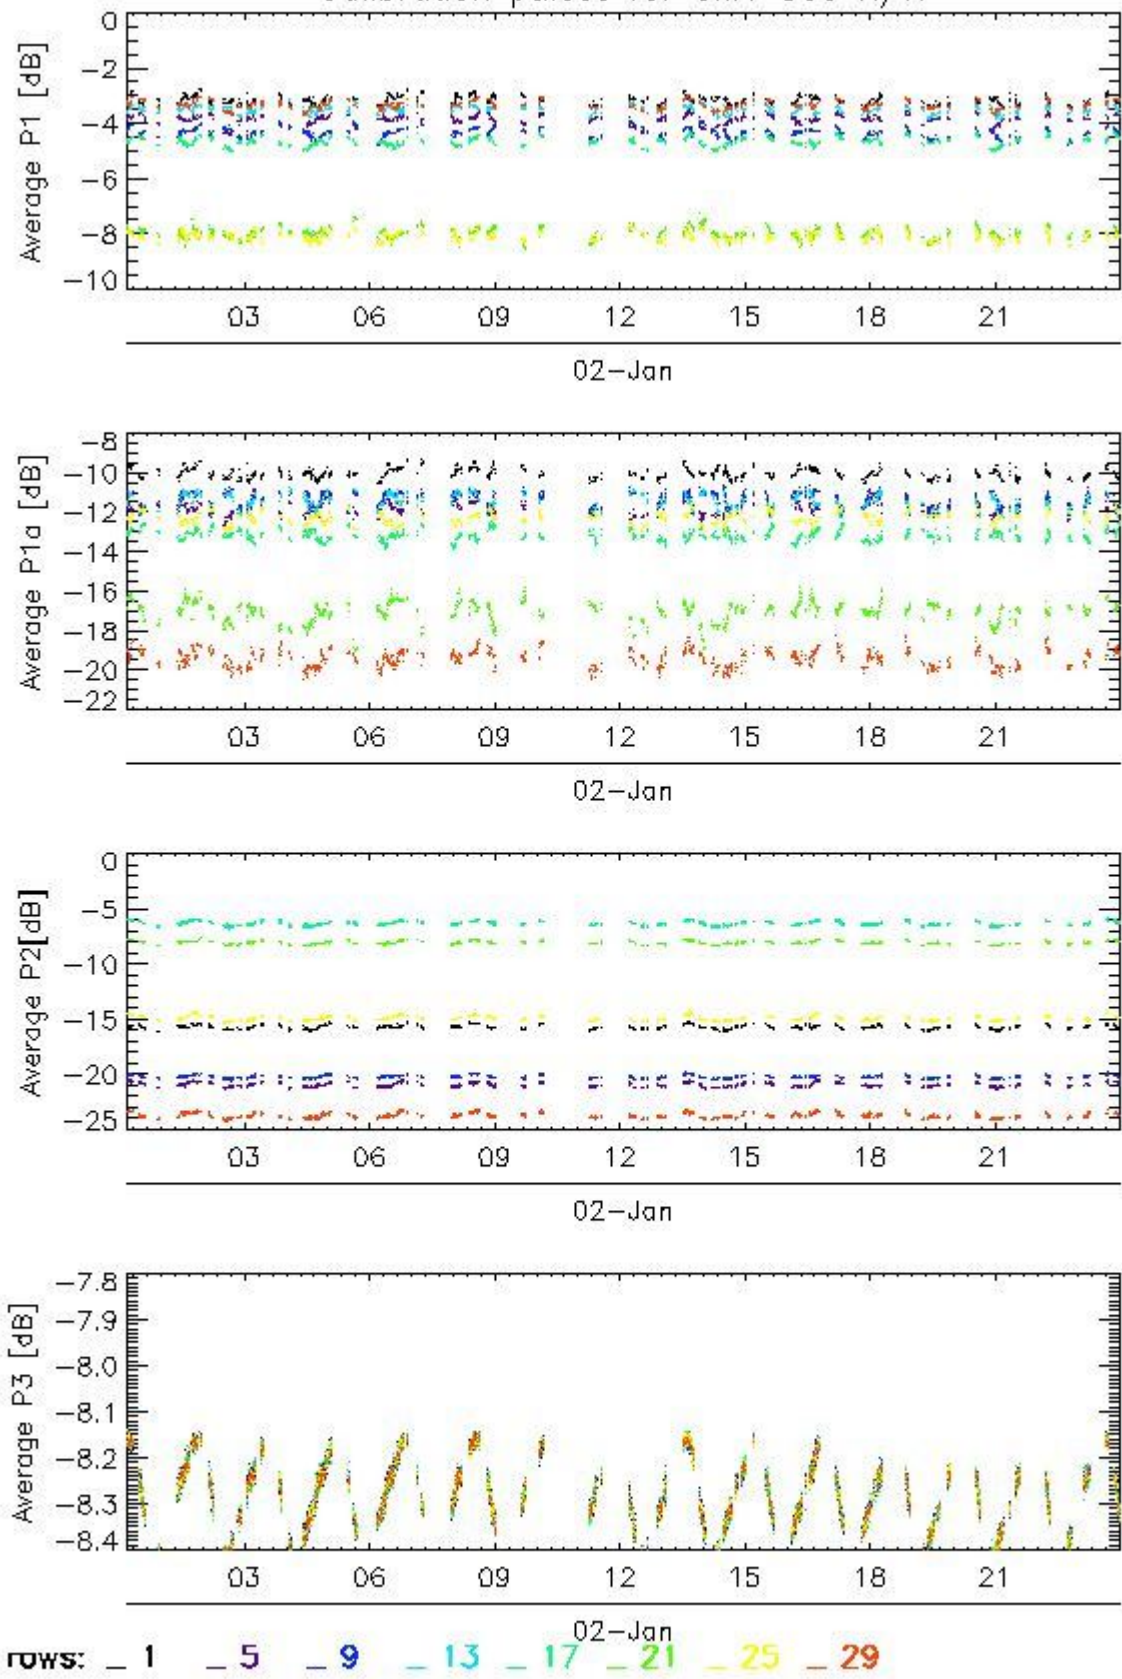 0
−2
−4
−6
−8
−10
Average P1 [dB]
03 06 09 12 15 18 21
02−Jan
−8
−10
−12
−14
−16
−18
−20
−22
Average P1a [dB]
03 06 09 12 15 18 21
02−Jan
0
−5
−10
−15
−20
−25
Average P2[dB]
03 06 09 12 15 18 21
02−Jan
−7.8
−7.9
−8.0
−8.1
−8.2
−8.3
−8.4
Average P3 [dB]
03 06 09 12 15 18 21
02−Jan
rows: _ 1 _ 5 _ 9 _ 13 _ 17 _ 21 _ 25 _ 29